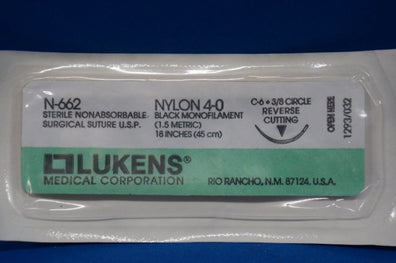 N-662
STERILE NONABSORBABLE
SURGICAL SUTURE U.S.P.
NYLON 4-0
BLACK MONOFILAMENT
(1.5 METRIC)
18 INCHES (45 cm)
C-6 • 3/8 CIRCLE
REVERSE
CUTTING
OPEN HERE
1293/032
LUKENS®
MEDICAL CORPORATION
RIO RANCHO, N.M. 87124, U.S.A.